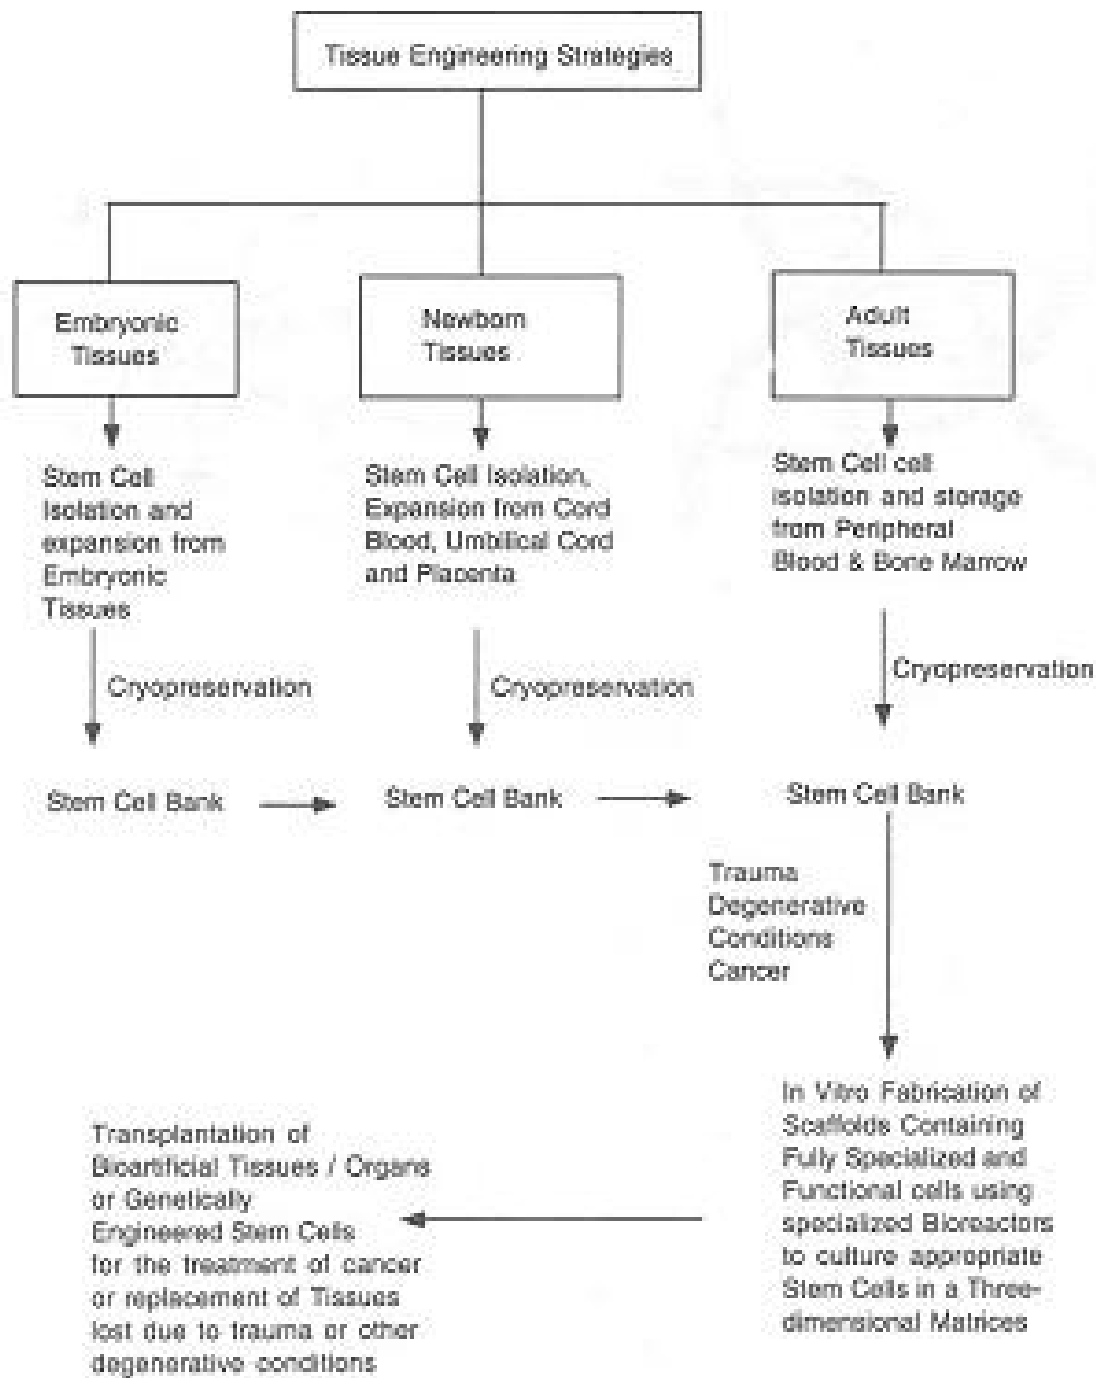 Tissue Engineering Strategies
Embryonic
Tissues
Newborn
Tissues
Adult
Tissues
Stem Cell
Isolation and
expansion from
Embryonic
Tissues
Stem Cell Isolation,
Expansion from Cord
Blood, Umbilical Cord
and Placenta
Stem Cell cell
isolation and storage
from Peripheral
Blood & Bone Marrow
Cryopreservation
Cryopreservation
Cryopreservation
Stem Cell Bank
Stem Cell Bank
Stem Cell Bank
Trauma
Degenerative
Conditions
Cancer
In Vitro Fabrication of
Scaffolds Containing
Fully Specialized and
Functional cells using
specialized Bioreactors
to culture appropriate
Stem Cells in a Three-
dimensional Matrices
Transplantation of
Bioartificial Tissues / Organs
or Genetically
Engineered Stem Cells
for the treatment of cancer
or replacement of Tissues
lost due to trauma or other
degenerative conditions